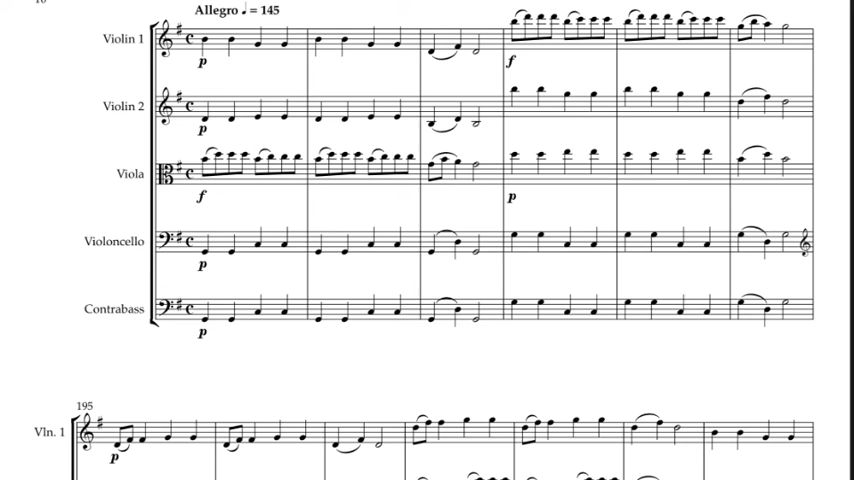 Allegro ♩ = 145
Violin 1
p
f
Violin 2
p
Viola
f
p
Violoncello
p
Contrabass
p
195
Vln. 1
p